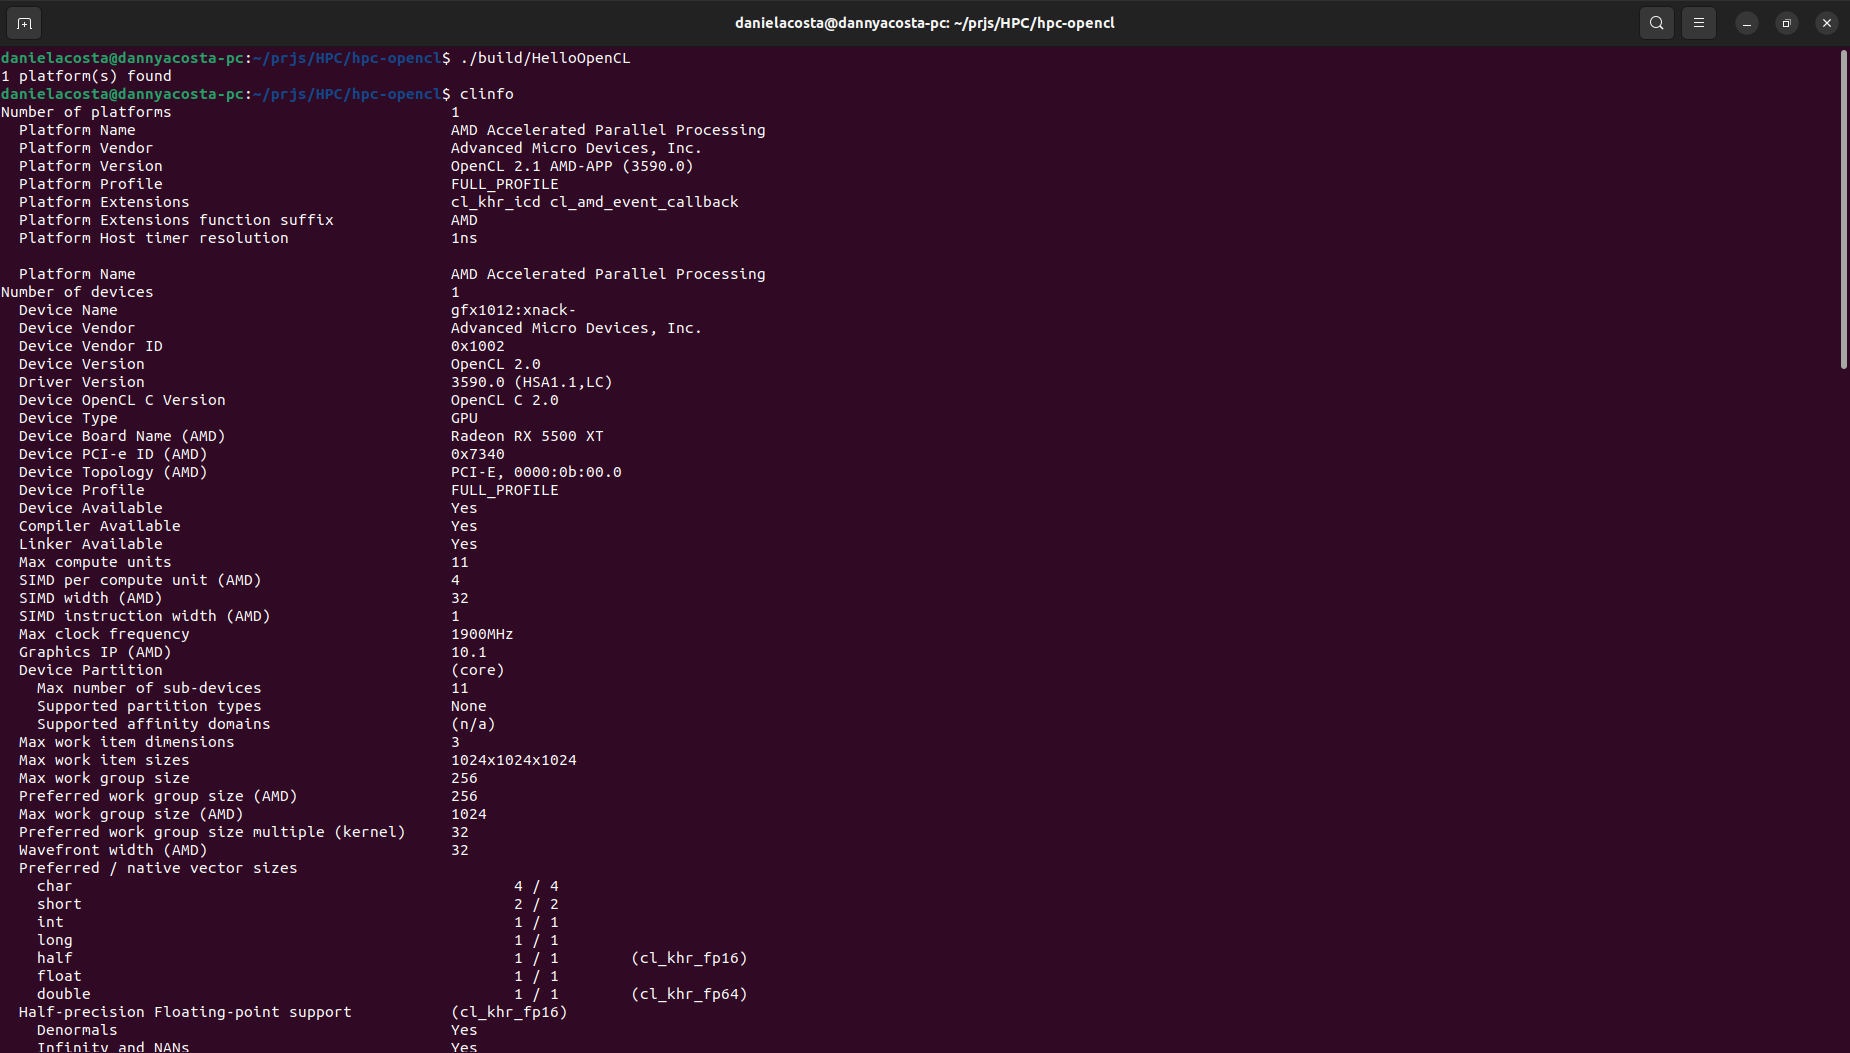 danielacosta@dannyacosta-pc: ~/prjs/HPC/hpc-opencl
danielacosta@dannyacosta-pc:~/prjs/HPC/hpc-opencl$ ./build/HelloOpenCL
1 platform(s) found
danielacosta@dannyacosta-pc:~/prjs/HPC/hpc-opencl$ clinfo
Number of platforms 1
Platform Name AMD Accelerated Parallel Processing
Platform Vendor Advanced Micro Devices, Inc.
Platform Version OpenCL 2.1 AMD-APP (3590.0)
Platform Profile FULL_PROFILE
Platform Extensions cl_khr_icd cl_amd_event_callback
Platform Extensions function suffix AMD
Platform Host timer resolution 1ns
Platform Name AMD Accelerated Parallel Processing
Number of devices 1
Device Name gfx1012:xnack-
Device Vendor Advanced Micro Devices, Inc.
Device Vendor ID 0x1002
Device Version OpenCL 2.0
Driver Version 3590.0 (HSA1.1,LC)
Device OpenCL C Version OpenCL C 2.0
Device Type GPU
Device Board Name (AMD) Radeon RX 5500 XT
Device PCI-e ID (AMD) 0x7340
Device Topology (AMD) PCI-E, 0000:0b:00.0
Device Profile FULL_PROFILE
Device Available Yes
Compiler Available Yes
Linker Available Yes
Max compute units 11
SIMD per compute unit (AMD) 4
SIMD width (AMD) 32
SIMD instruction width (AMD) 1
Max clock frequency 1900MHz
Graphics IP (AMD) 10.1
Device Partition (core)
Max number of sub-devices 11
Supported partition types None
Supported affinity domains (n/a)
Max work item dimensions 3
Max work item sizes 1024x1024x1024
Max work group size 256
Preferred work group size (AMD) 256
Max work group size (AMD) 1024
Preferred work group size multiple (kernel) 32
Wavefront width (AMD) 32
Preferred / native vector sizes
char 4 / 4
short 2 / 2
int 1 / 1
long 1 / 1
half 1 / 1 (cl_khr_fp16)
float 1 / 1
double 1 / 1 (cl_khr_fp64)
Half-precision Floating-point support (cl_khr_fp16)
Denormals Yes
Infinity and NANs Yes